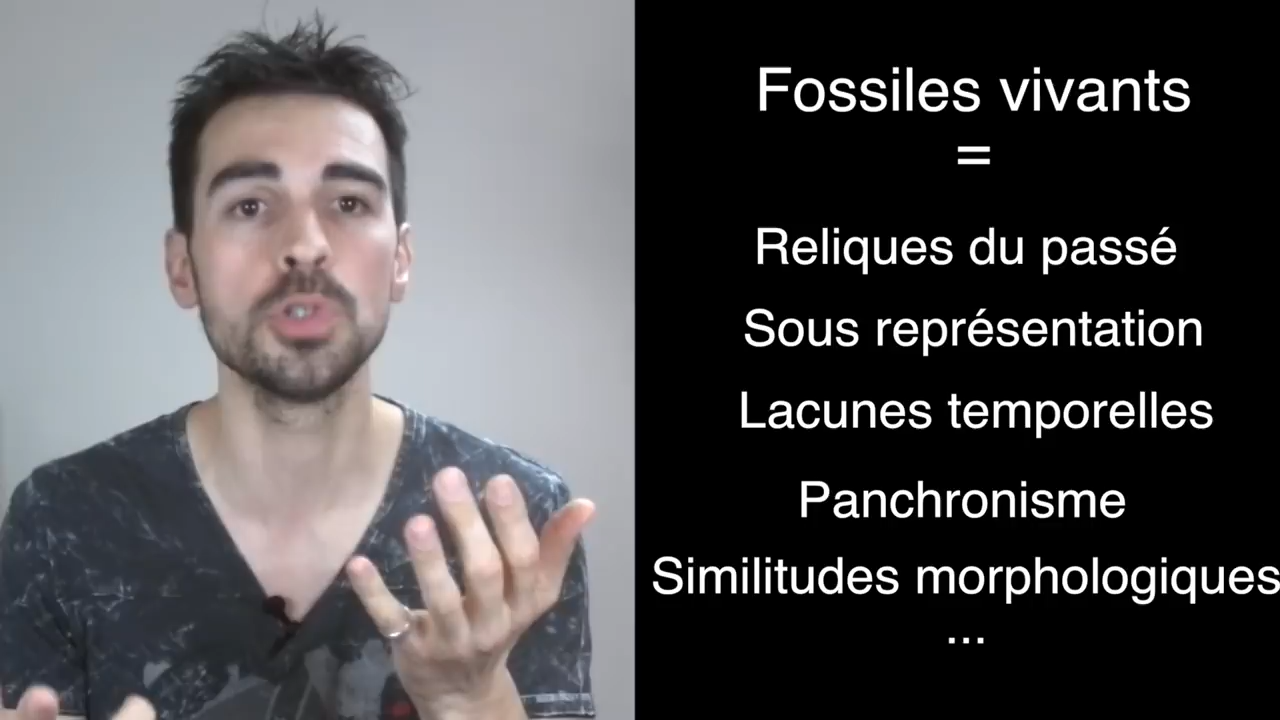 Fossiles vivants
=
Reliques du passé
Sous représentation
Lacunes temporelles
Panchronisme
Similitudes morphologiques
...